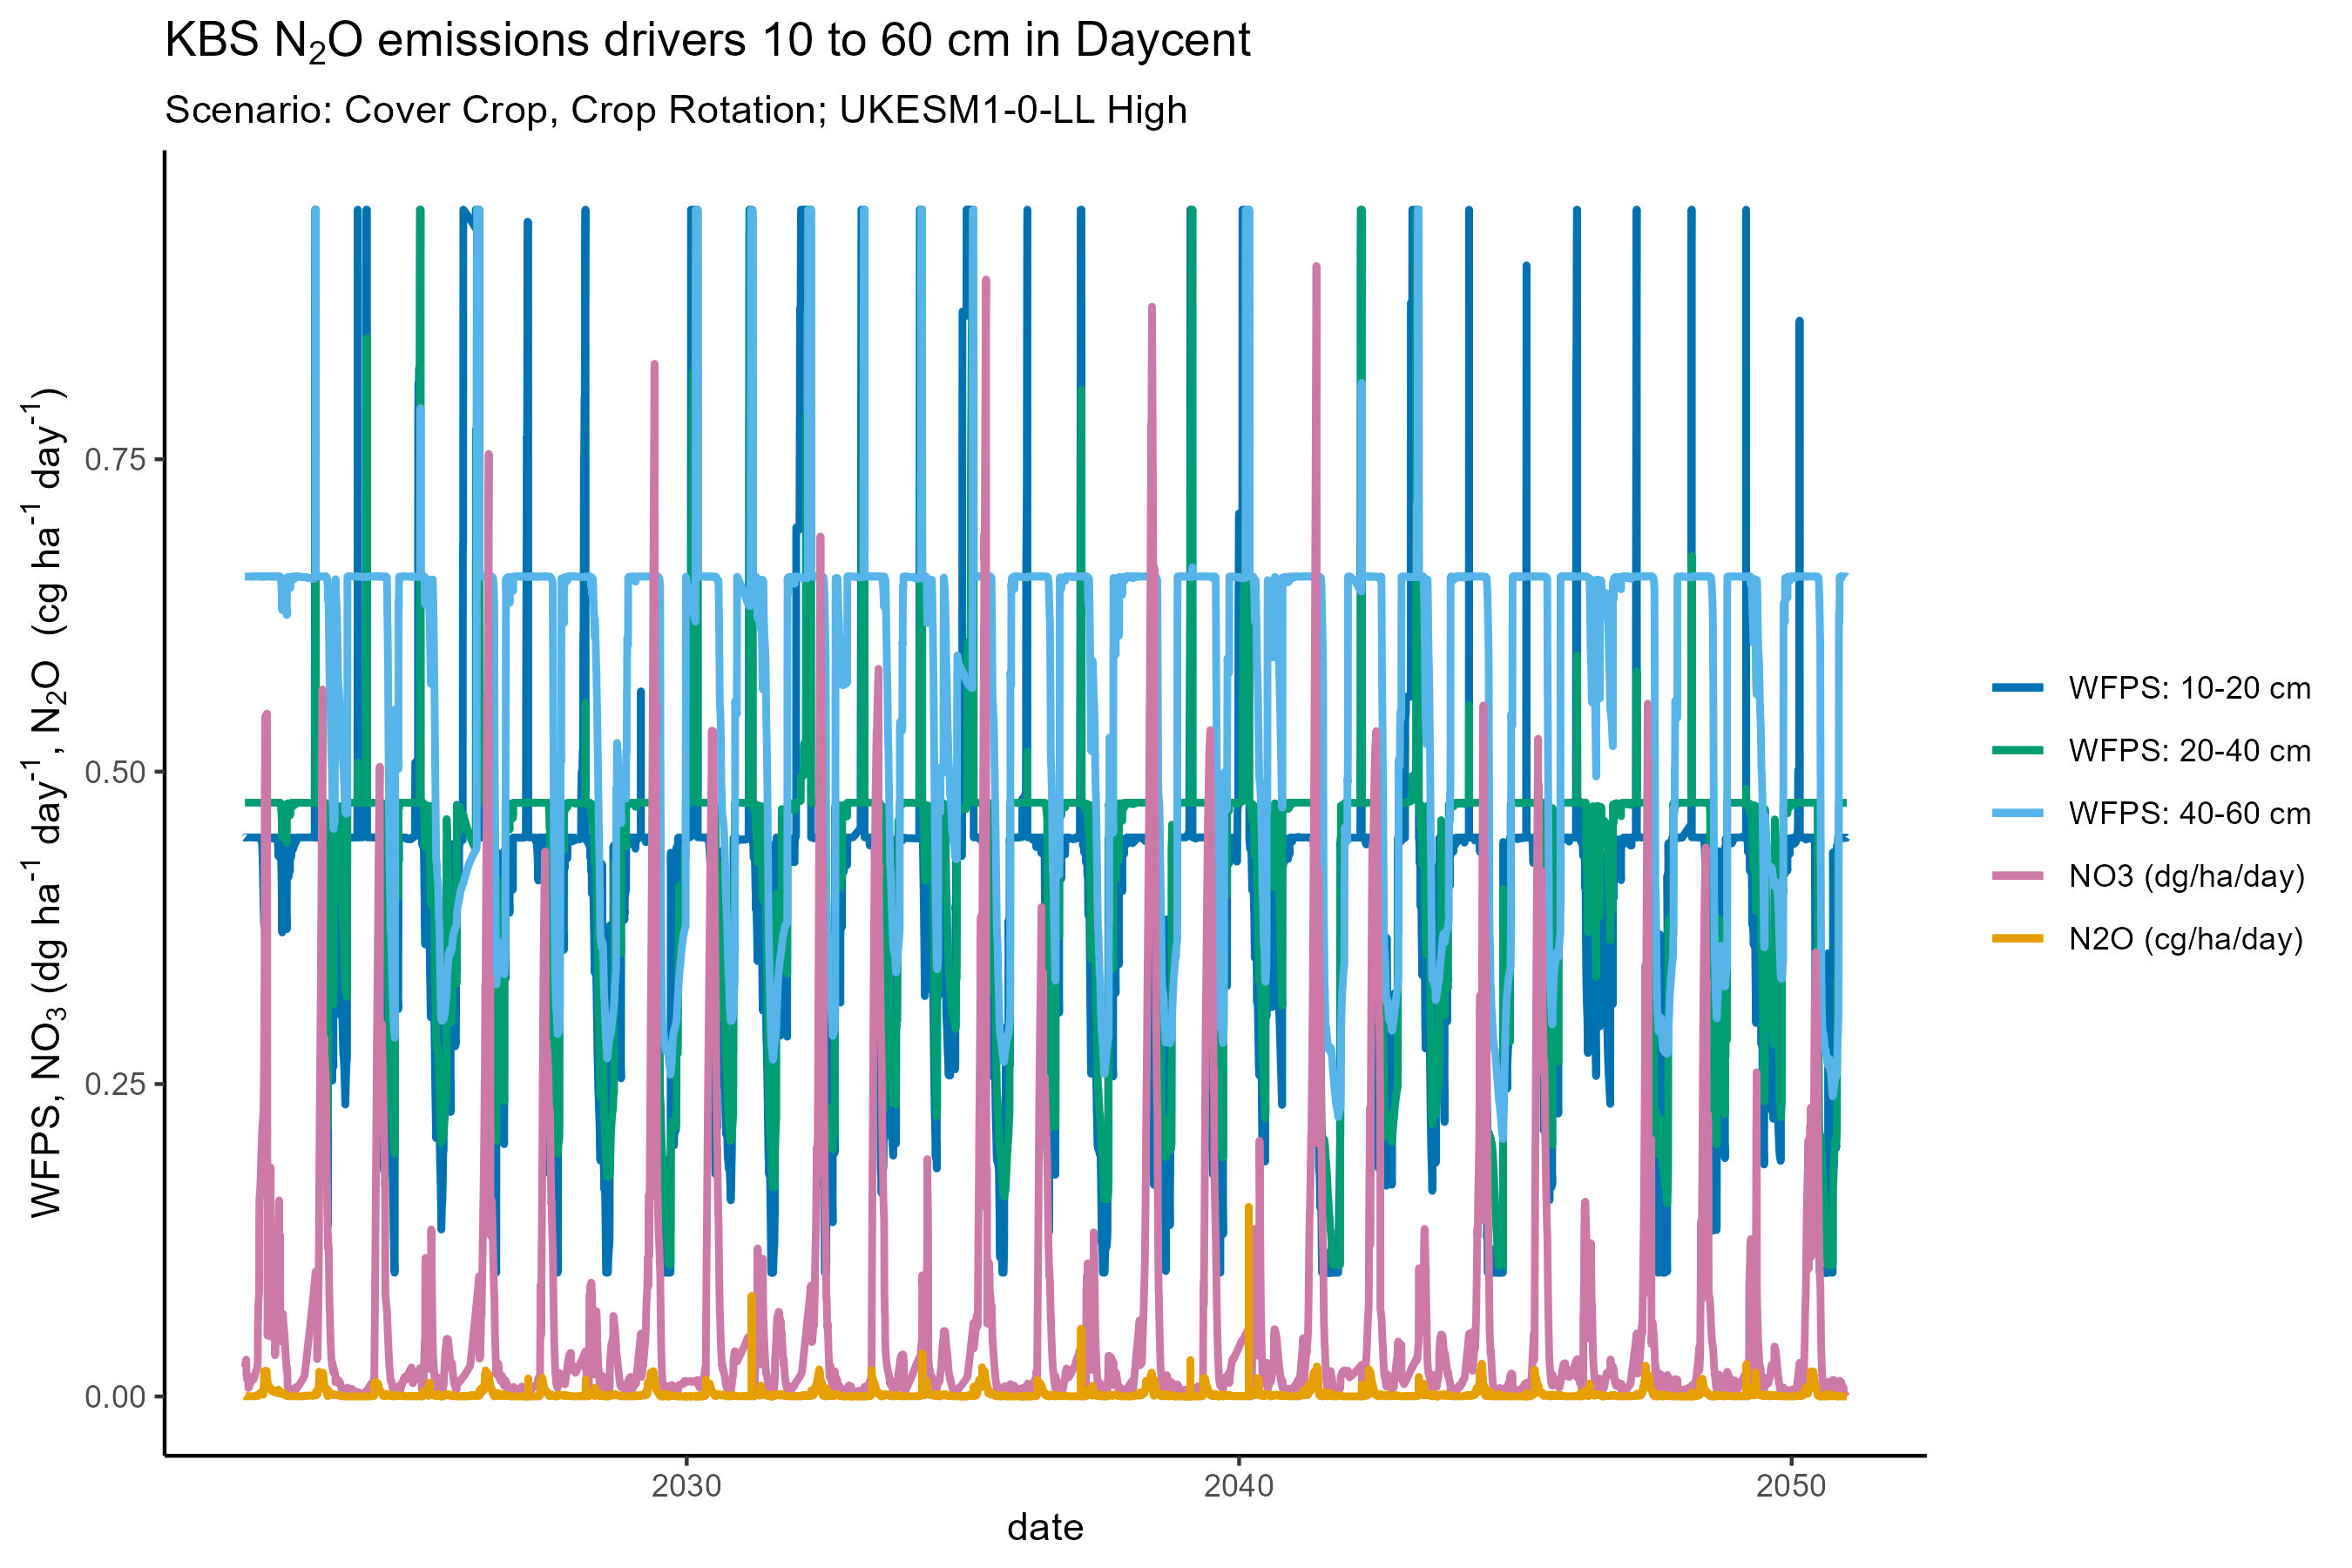 KBS N₂O emissions drivers 10 to 60 cm in Daycent
Scenario: Cover Crop, Crop Rotation; UKESM1-0-LL High
WFPS, NO₃ (dg ha⁻¹ day⁻¹, N₂O (cg ha⁻¹ day⁻¹)
0.75
0.50
0.25
0.00
2030
2040
2050
date
WFPS: 10-20 cm
WFPS: 20-40 cm
WFPS: 40-60 cm
NO3 (dg/ha/day)
N2O (cg/ha/day)